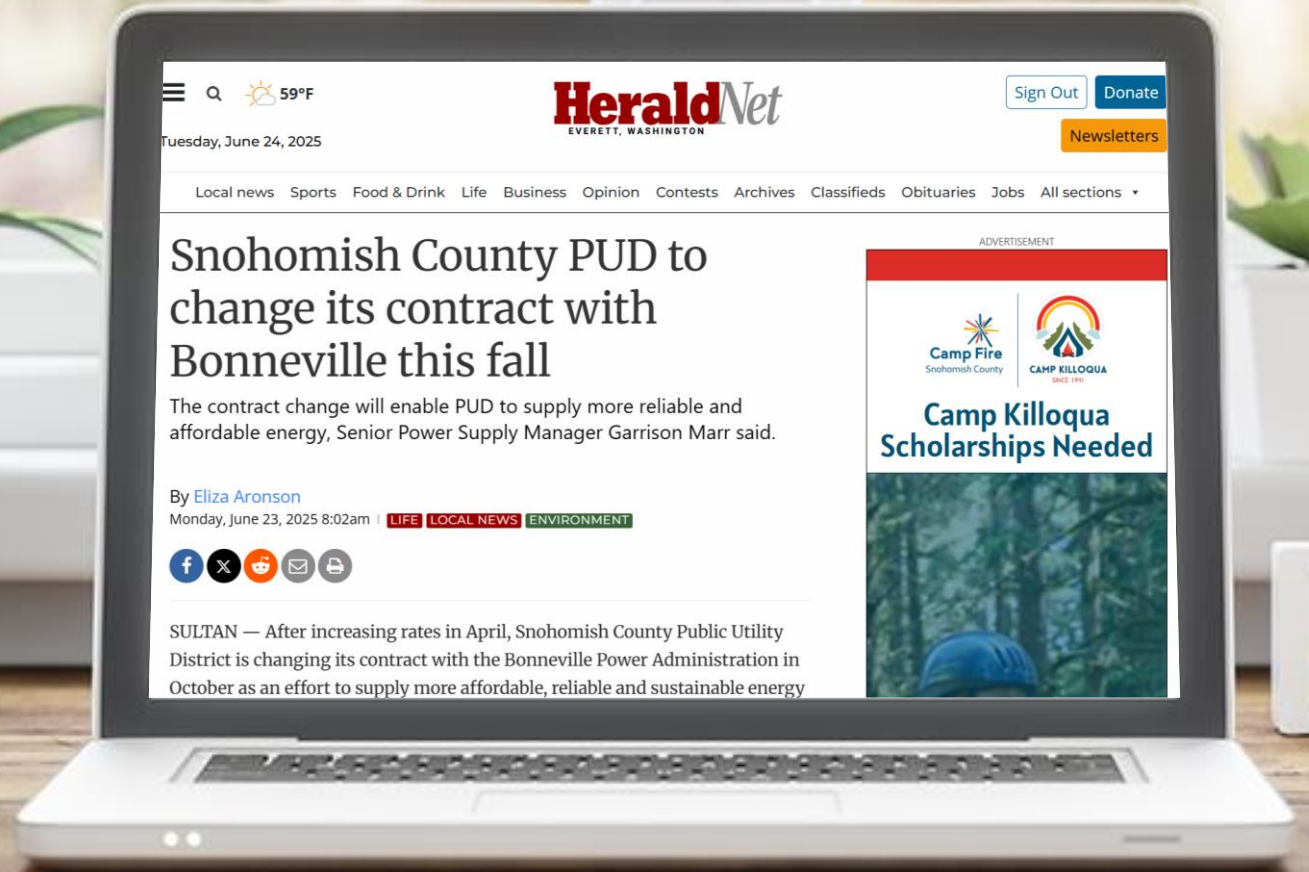 59°F
HeraldNet
EVERETT, WASHINGTON
Sign Out
Donate
Tuesday, June 24, 2025
Newsletters
Local news Sports Food & Drink Life Business Opinion Contests Archives Classifieds Obituaries Jobs All sections
Snohomish County PUD to
change its contract with
Bonneville this fall
The contract change will enable PUD to supply more reliable and
affordable energy, Senior Power Supply Manager Garrison Marr said.
By Eliza Aronson
Monday, June 23, 2025 8:02am | LIFE LOCAL NEWS ENVIRONMENT
SULTAN — After increasing rates in April, Snohomish County Public Utility
District is changing its contract with the Bonneville Power Administration in
October as an effort to supply more affordable, reliable and sustainable energy
ADVERTISEMENT
Camp Fire
Snohomish County
CAMP KILLOQUA
SINCE 1941
Camp Killoqua
Scholarships Needed